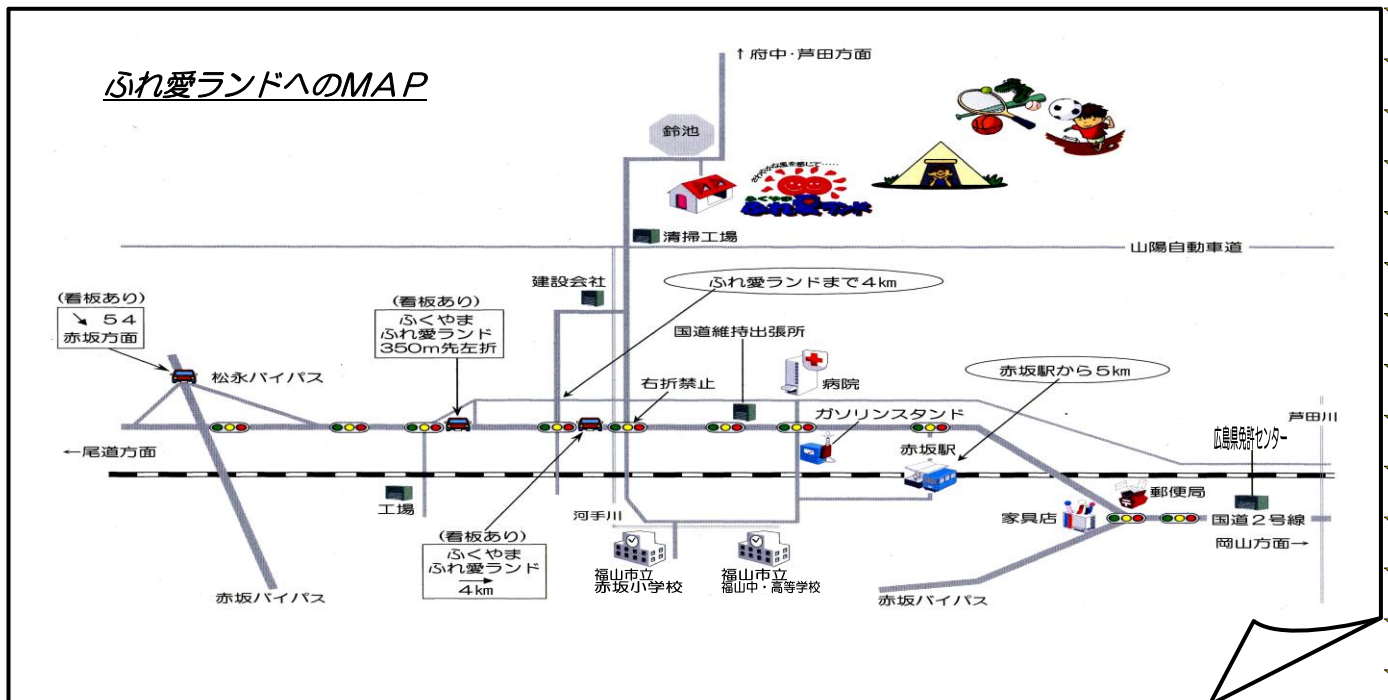 ふれ愛ランドへのMAP
↑府中・芦田方面
鈴池
ふくやま
ふれ愛ランド
清掃工場
山陽自動車道
建設会社
ふれ愛ランドまで4km
(看板あり)
↘ 54
赤坂方面
(看板あり)
ふくやま
ふれ愛ランド
350m先左折
国道維持出張所
松永バイパス
右折禁止
病院
赤坂駅から5km
ガソリンスタンド
芦田川
←尾道方面
赤坂駅
広島県免許センター
工場
河手川
家具店
郵便局
国道2号線
岡山方面→
(看板あり)
ふくやま
ふれ愛ランド
→
4km
福山市立
赤坂小学校
福山市立
福山中・高等学校
赤坂バイパス
赤坂バイパス